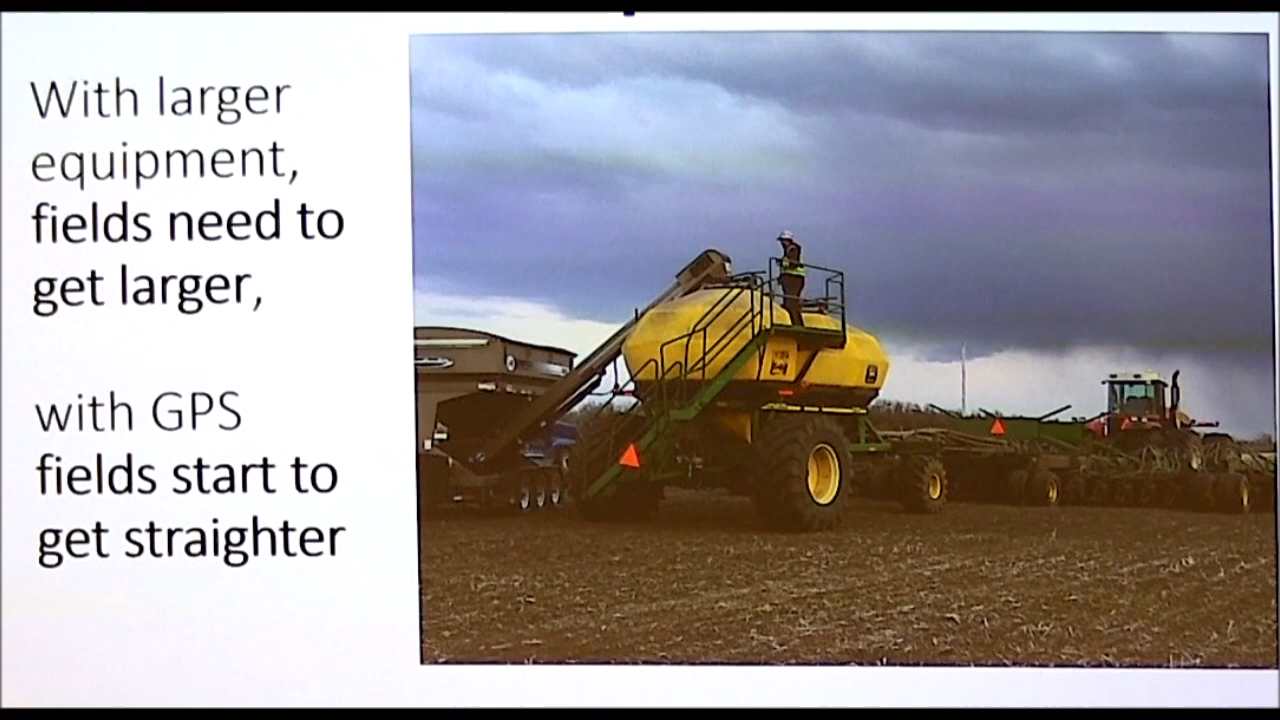 With larger
equipment,
fields need to
get larger,
with GPS
fields start to
get straighter